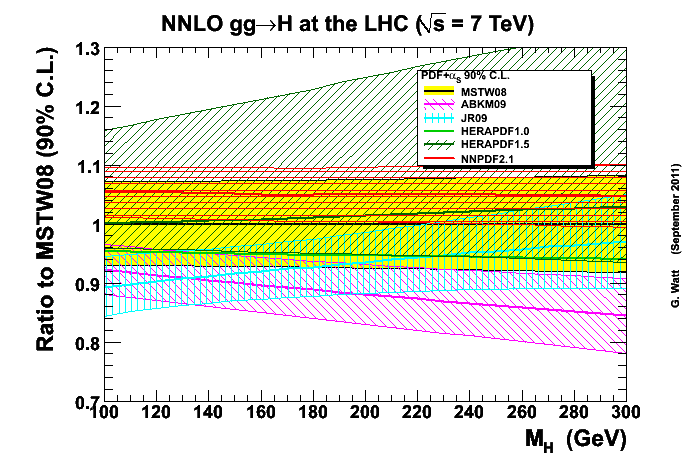 NNLO gg→H at the LHC (√s = 7 TeV)
Ratio to MSTW08 (90% C.L.)
1.3
1.2
1.1
1
0.9
0.8
0.7
PDF+αS 90% C.L.
MSTW08
ABKM09
JR09
HERAPDF1.0
HERAPDF1.5
NNPDF2.1
100 120 140 160 180 200 220 240 260 280 300
MH (GeV)
G. Watt (September 2011)